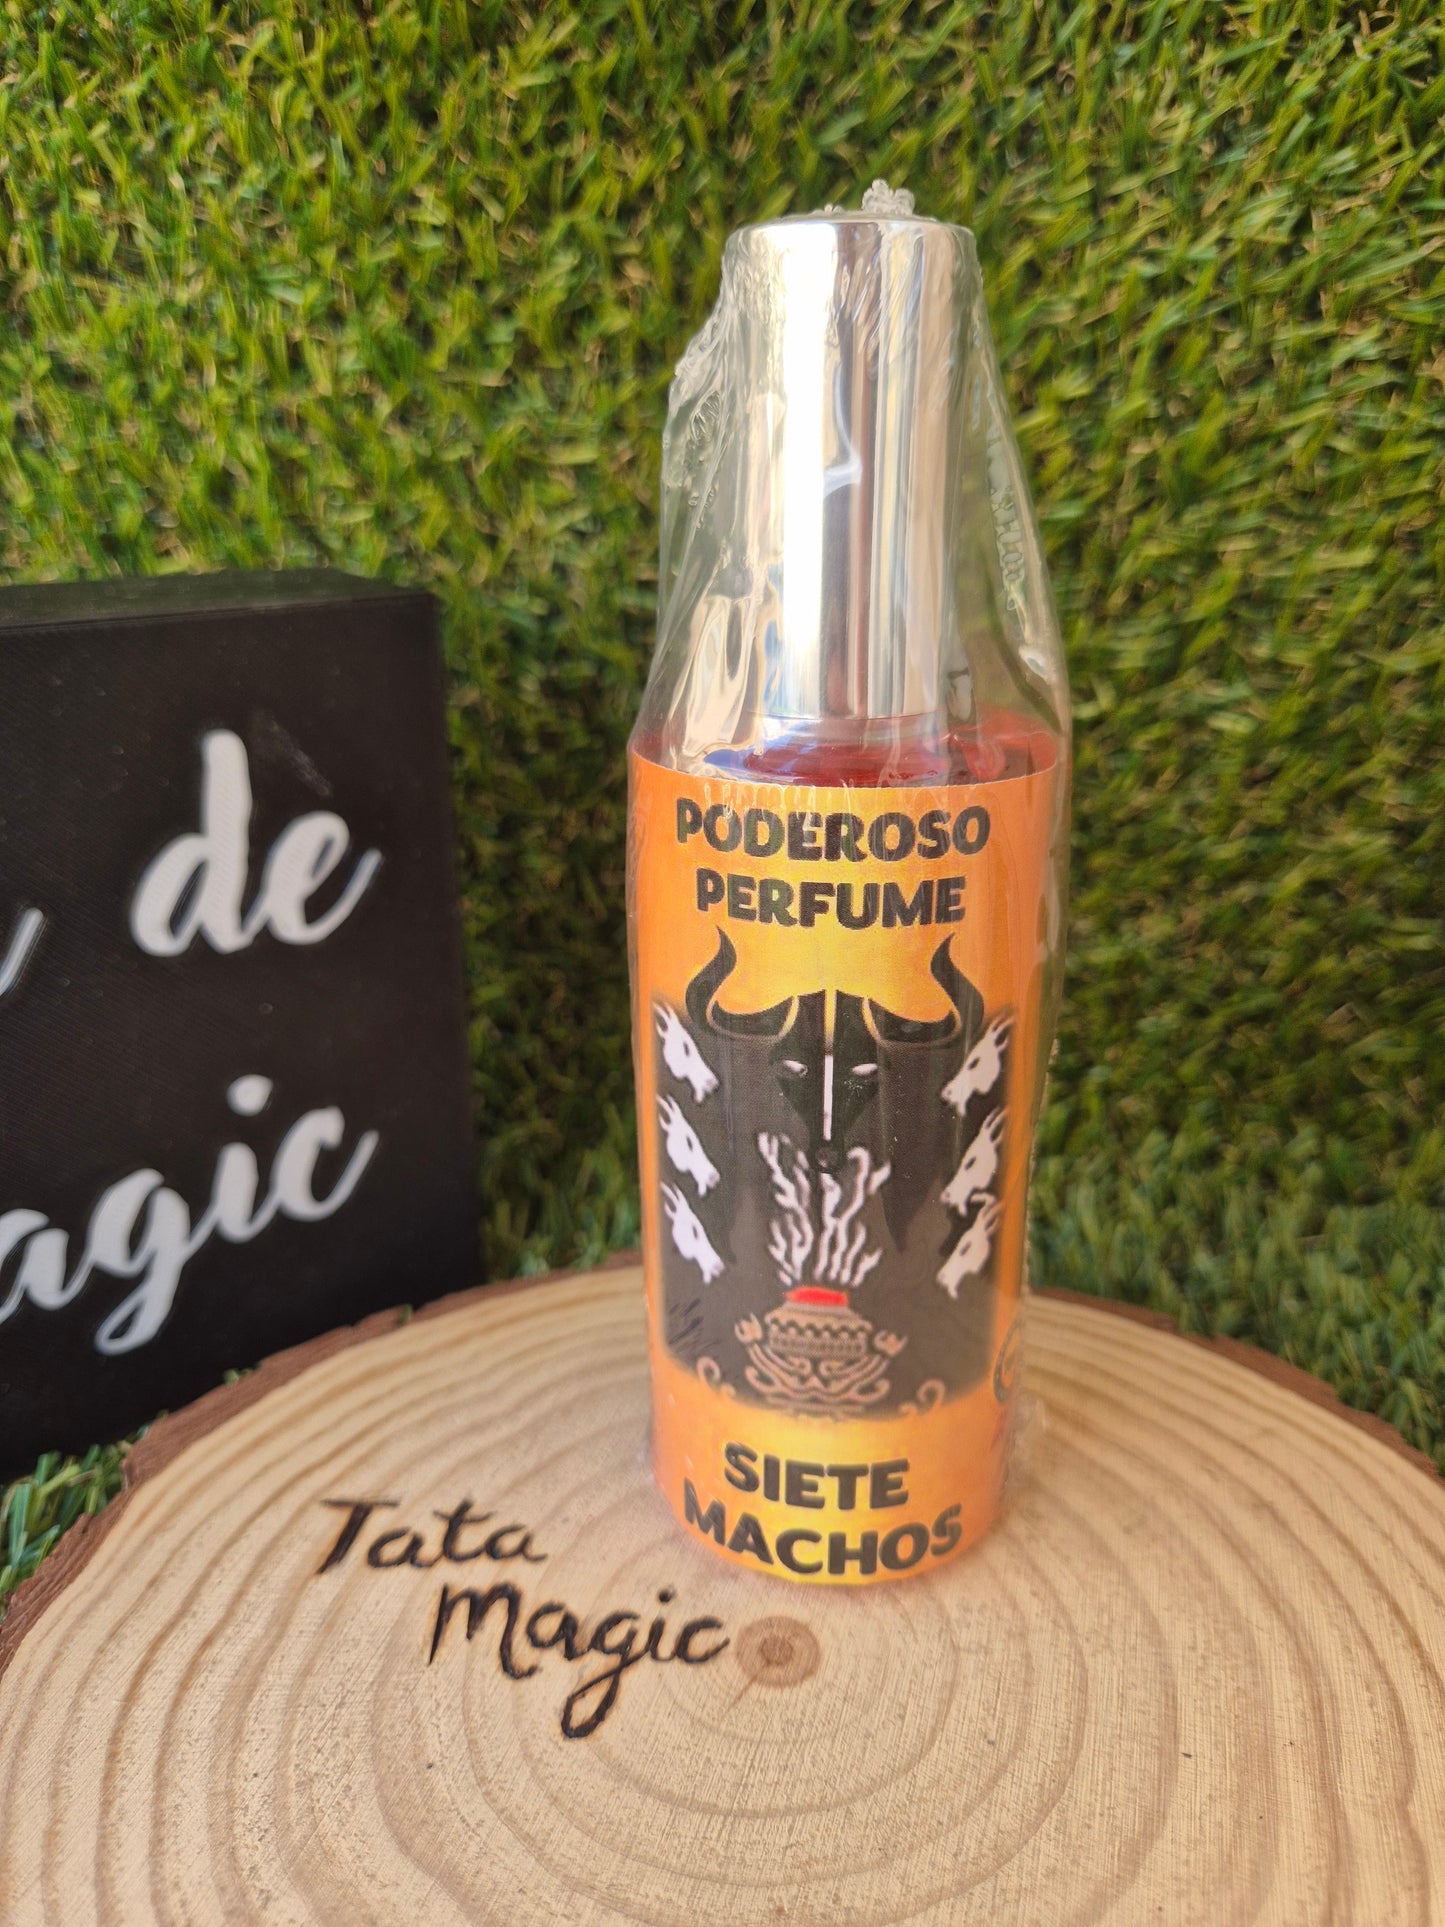 de
agic
PODEROSO
PERFUME
SIETE
MACHOS
Tata
Magic